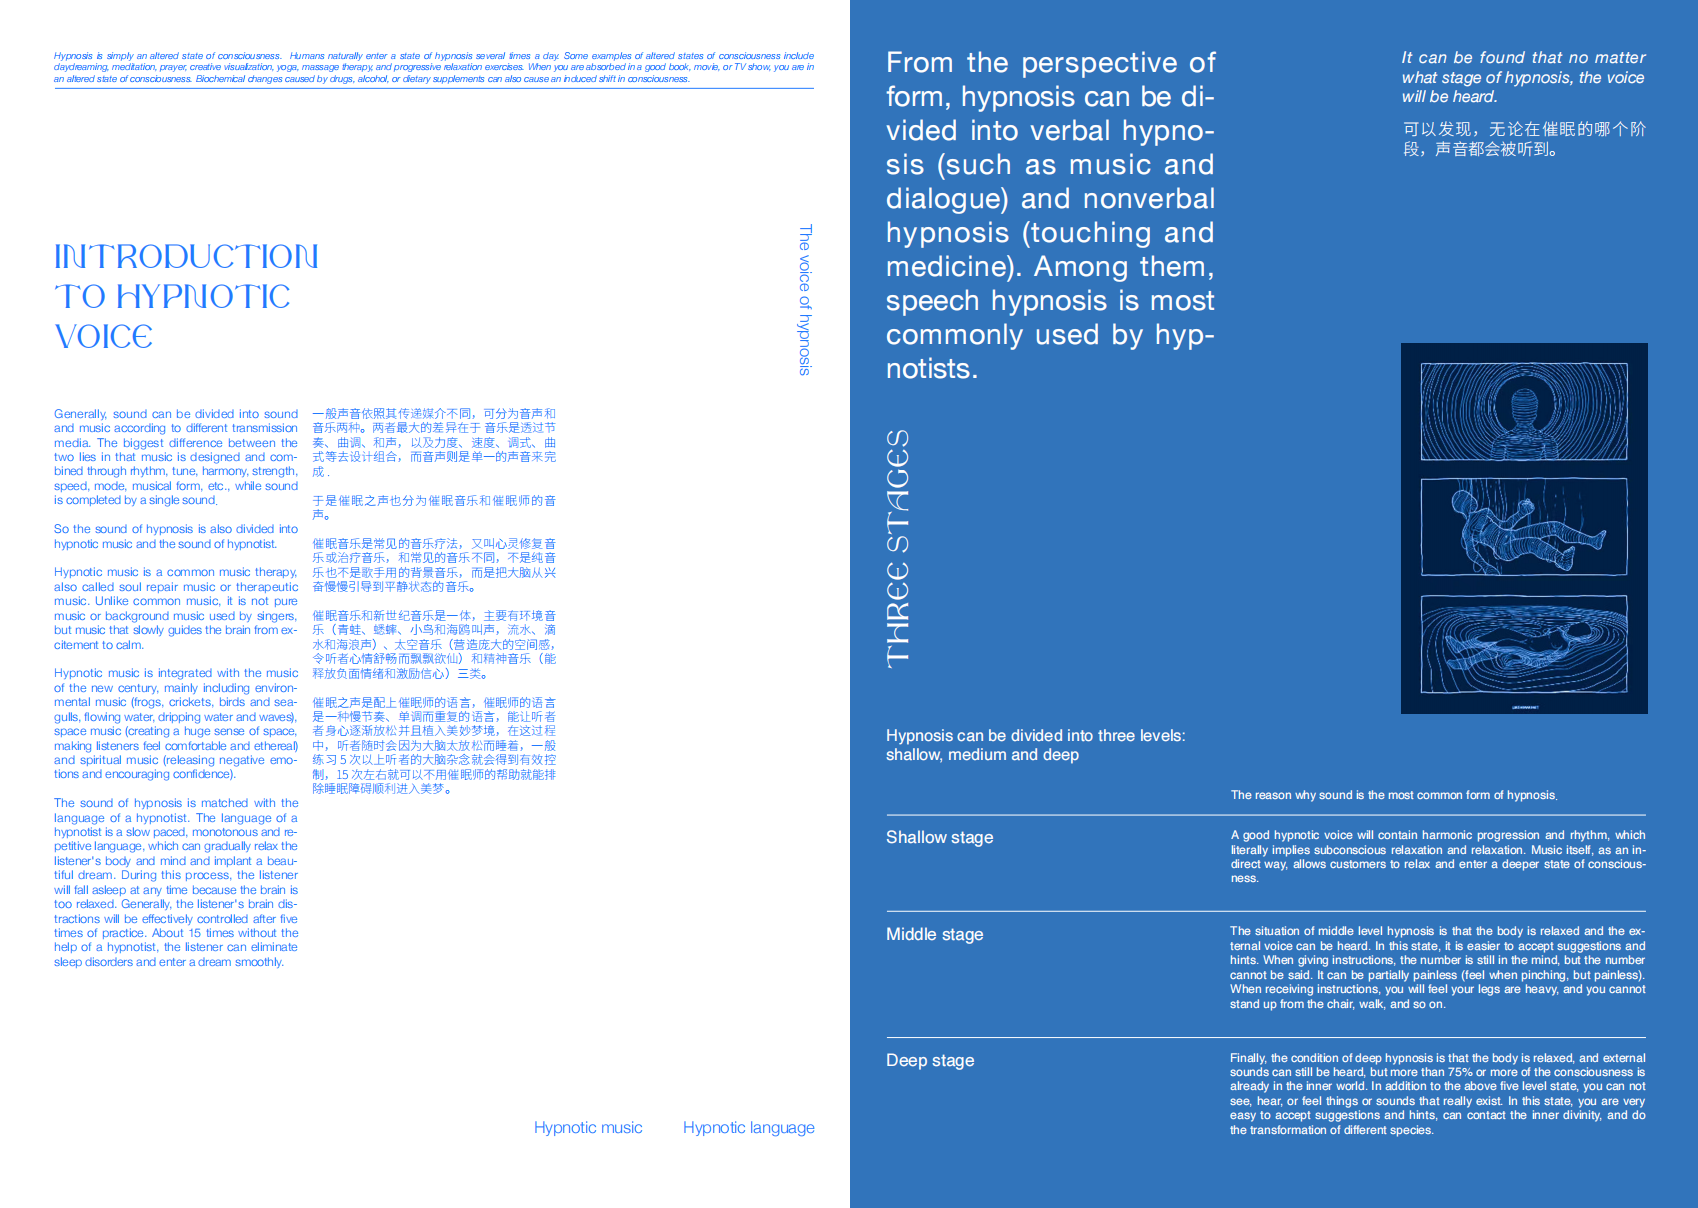 Hypnosis is simply an altered state of consciousness.  Humans naturally enter a state of hypnosis several times a day. Some examples of altered states of consciousness include
daydreaming, meditation, prayer, creative visualization, yoga, massage therapy, and progressive relaxation exercises. When you are absorbed in a good book, movie, or TV show, you are in
an altered state of consciousness. Biochemical changes caused by drugs, alcohol, or dietary supplements can also cause an induced shift in consciousness.
The voice of hypnosis
INTRODUCTION
TO HYPNOTIC
VOICE
Generally, sound can be divided into sound
and music according to different transmission
media. The biggest difference between the
two lies in that music is designed and com-
bined through rhythm, tune, harmony, strength,
speed, mode, musical form, etc., while sound
is completed by a single sound.
So the sound of hypnosis is also divided into
hypnotic music and the sound of hypnotist.
Hypnotic music is a common music therapy,
also called soul repair music or therapeutic
music. Unlike common music, it is not pure
music or background music used by singers,
but music that slowly guides the brain from ex-
citement to calm.
Hypnotic music is integrated with the music
of the new century, mainly including environ-
mental music (frogs, crickets, birds and sea-
gulls, flowing water, dripping water and waves),
space music (creating a huge sense of space,
making listeners feel comfortable and ethereal)
and spiritual music (releasing negative emo-
tions and encouraging confidence).
The sound of hypnosis is matched with the
language of a hypnotist. The language of a
hypnotist is a slow paced, monotonous and re-
petitive language, which can gradually relax the
listener's body and mind and implant a beau-
tiful dream. During this process, the listener
will fall asleep at any time because the brain is
too relaxed. Generally, the listener's brain dis-
tractions will be effectively controlled after five
times of practice. About 15 times without the
help of a hypnotist, the listener can eliminate
sleep disorders and enter a dream smoothly.
一般声音依照其传递媒介不同，可分为音声和
音乐两种。两者最大的差异在于 音乐是透过节
奏、曲调、和声，以及力度、速度、调式、曲
式等去设计组合，而音声则是单一的声音来完
成 .
于是催眠之声也分为催眠音乐和催眠师的音
声。
催眠音乐是常见的音乐疗法，又叫心灵修复音
乐或治疗音乐，和常见的音乐不同，不是纯音
乐也不是歌手用的背景音乐，而是把大脑从兴
奋慢慢引导到平静状态的音乐。
催眠音乐和新世纪音乐是一体，主要有环境音
乐（青蛙、蟋蟀、小鸟和海鸥叫声，流水、滴
水和海浪声）、太空音乐（营造庞大的空间感，
令听者心情舒畅而飘飘欲仙）和精神音乐（能
释放负面情绪和激励信心）三类。
催眠之声是配上催眠师的语言，催眠师的语言
是一种慢节奏、单调而重复的语言，能让听者
者身心逐渐放松并且植入美妙梦境，在这过程
中，听者随时会因为大脑太放松而睡着，一般
练习 5 次以上听者的大脑杂念就会得到有效控
制，15 次左右就可以不用催眠师的帮助就能排
除睡眠障碍顺利进入美梦。
Hypnotic music
Hypnotic language
From the perspective of
form, hypnosis can be di-
vided into verbal hypno-
sis (such as music and
dialogue) and nonverbal
hypnosis (touching and
medicine). Among them,
speech hypnosis is most
commonly used by hyp-
notists.
It can be found that no matter
what stage of hypnosis, the voice
will be heard.
可以发现，无论在催眠的哪个阶
段，声音都会被听到。
THREE STAGES
Hypnosis can be divided into three levels:
shallow, medium and deep
The reason why sound is the most common form of hypnosis.
Shallow stage
A good hypnotic voice will contain harmonic progression and rhythm, which
literally implies subconscious relaxation and relaxation. Music itself, as an in-
direct way, allows customers to relax and enter a deeper state of conscious-
ness.
Middle stage
The situation of middle level hypnosis is that the body is relaxed and the ex-
ternal voice can be heard. In this state, it is easier to accept suggestions and
hints. When giving instructions, the number is still in the mind, but the number
cannot be said. It can be partially painless (feel when pinching, but painless).
When receiving instructions, you will feel your legs are heavy, and you cannot
stand up from the chair, walk, and so on.
Deep stage
Finally, the condition of deep hypnosis is that the body is relaxed, and external
sounds can still be heard, but more than 75% or more of the consciousness is
already in the inner world. In addition to the above five level state, you can not
see, hear, or feel things or sounds that really exist. In this state, you are very
easy to accept suggestions and hints, can contact the inner divinity, and do
the transformation of different species.